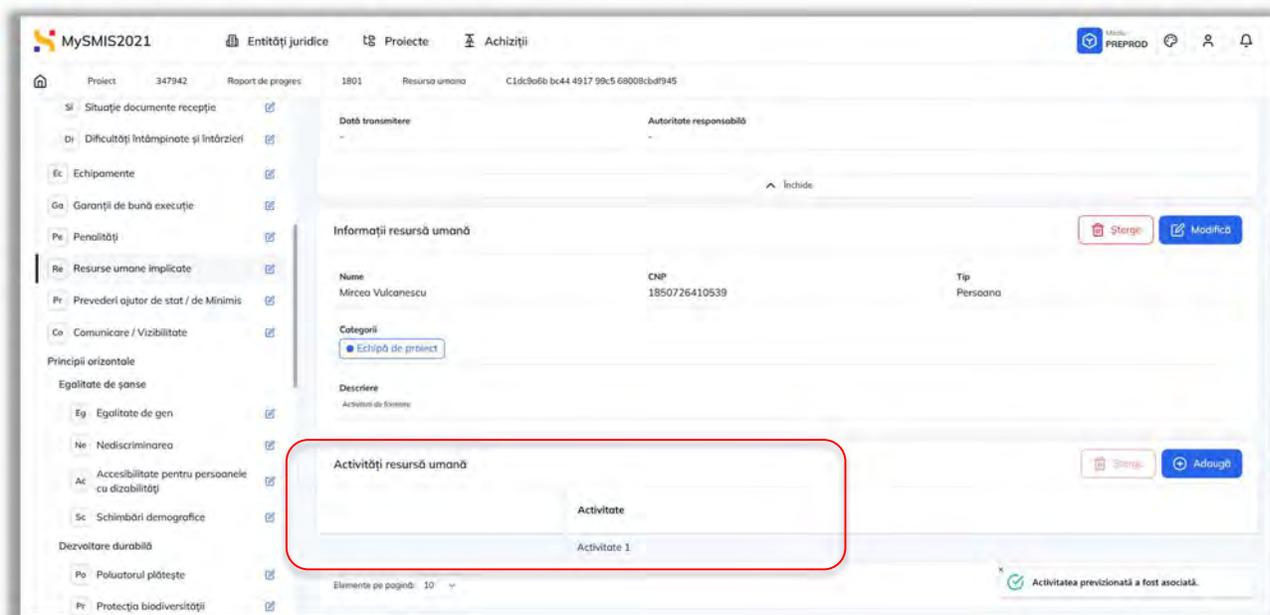 MySMIS2021 Entități juridice Proiecte Achiziții Mediu PREPROD
Proiect 347942 Raport de progres 1801 Resursa umana C1dc9a6b bc44 4917 99c5 68008cbdf945
Si Situație documente recepție
Di Dificultăți întâmpinate și întârzieri
Ec Echipamente
Ga Garanții de bună execuție
Pe Penalități
Re Resurse umane implicate
Pr Prevederi ajutor de stat / de Minimis
Co Comunicare / Vizibilitate
Principii orizontale
Egalitate de șanse
Eg Egalitate de gen
Ne Nediscriminarea
Ac Accesibilitate pentru persoanele
cu dizabilități
Sc Schimbări demografice
Dezvoltare durabilă
Po Poluatorul plătește
Pr Protecția biodiversității
Dată transmitere Autoritate responsabilă
- -
Închide
Informații resursă umană Șterge Modifică
Nume CNP Tip
Mircea Vulcanescu 1850726410539 Persoana
Categorii
Echipă de proiect
Descriere
Activitati de formare
Activități resursă umană Șterge Adaugă
Activitate
Activitate 1
Elemente pe pagină: 10
× Activitatea previzionată a fost asociată.